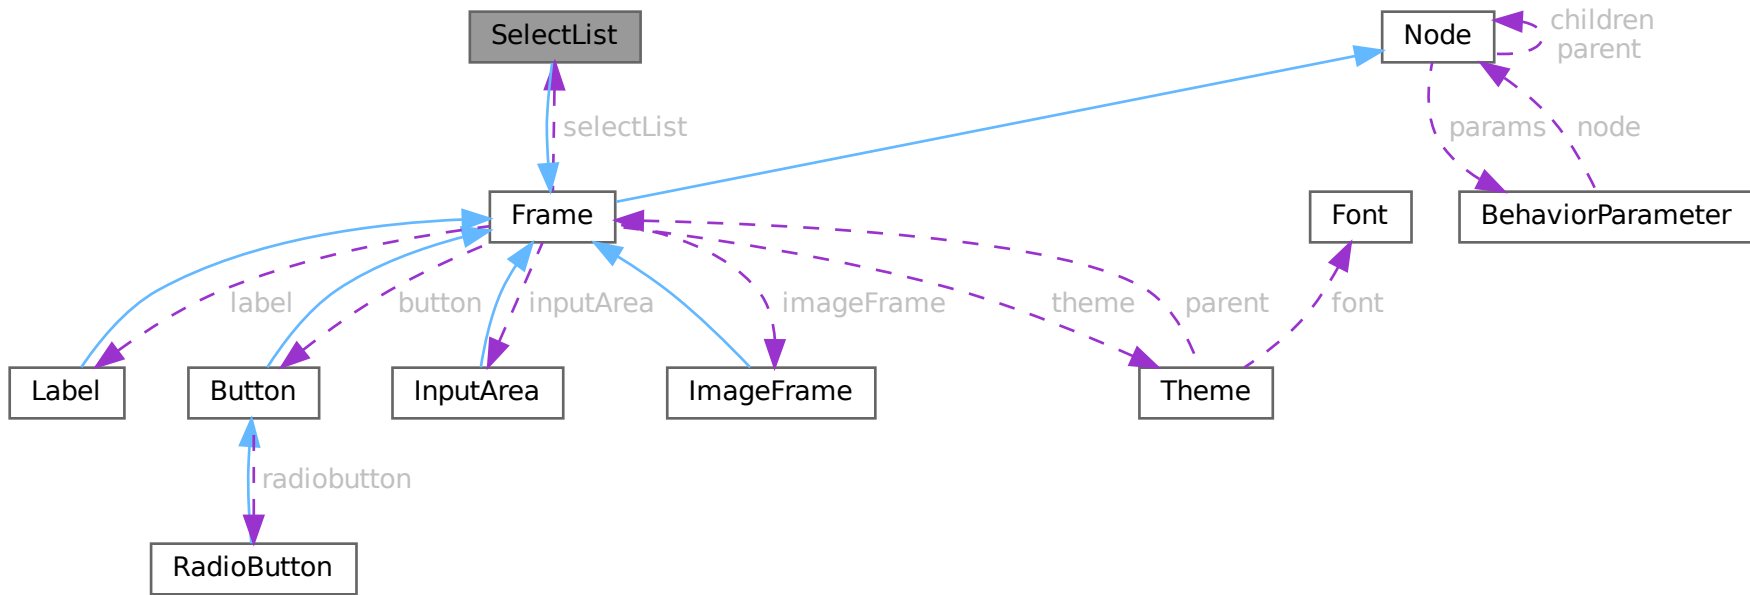 SelectList
Node
children
parent
selectList
params
node
Frame
Font
BehaviorParameter
label
button
inputArea
imageFrame
theme
parent
font
Label
Button
InputArea
ImageFrame
Theme
radiobutton
RadioButton